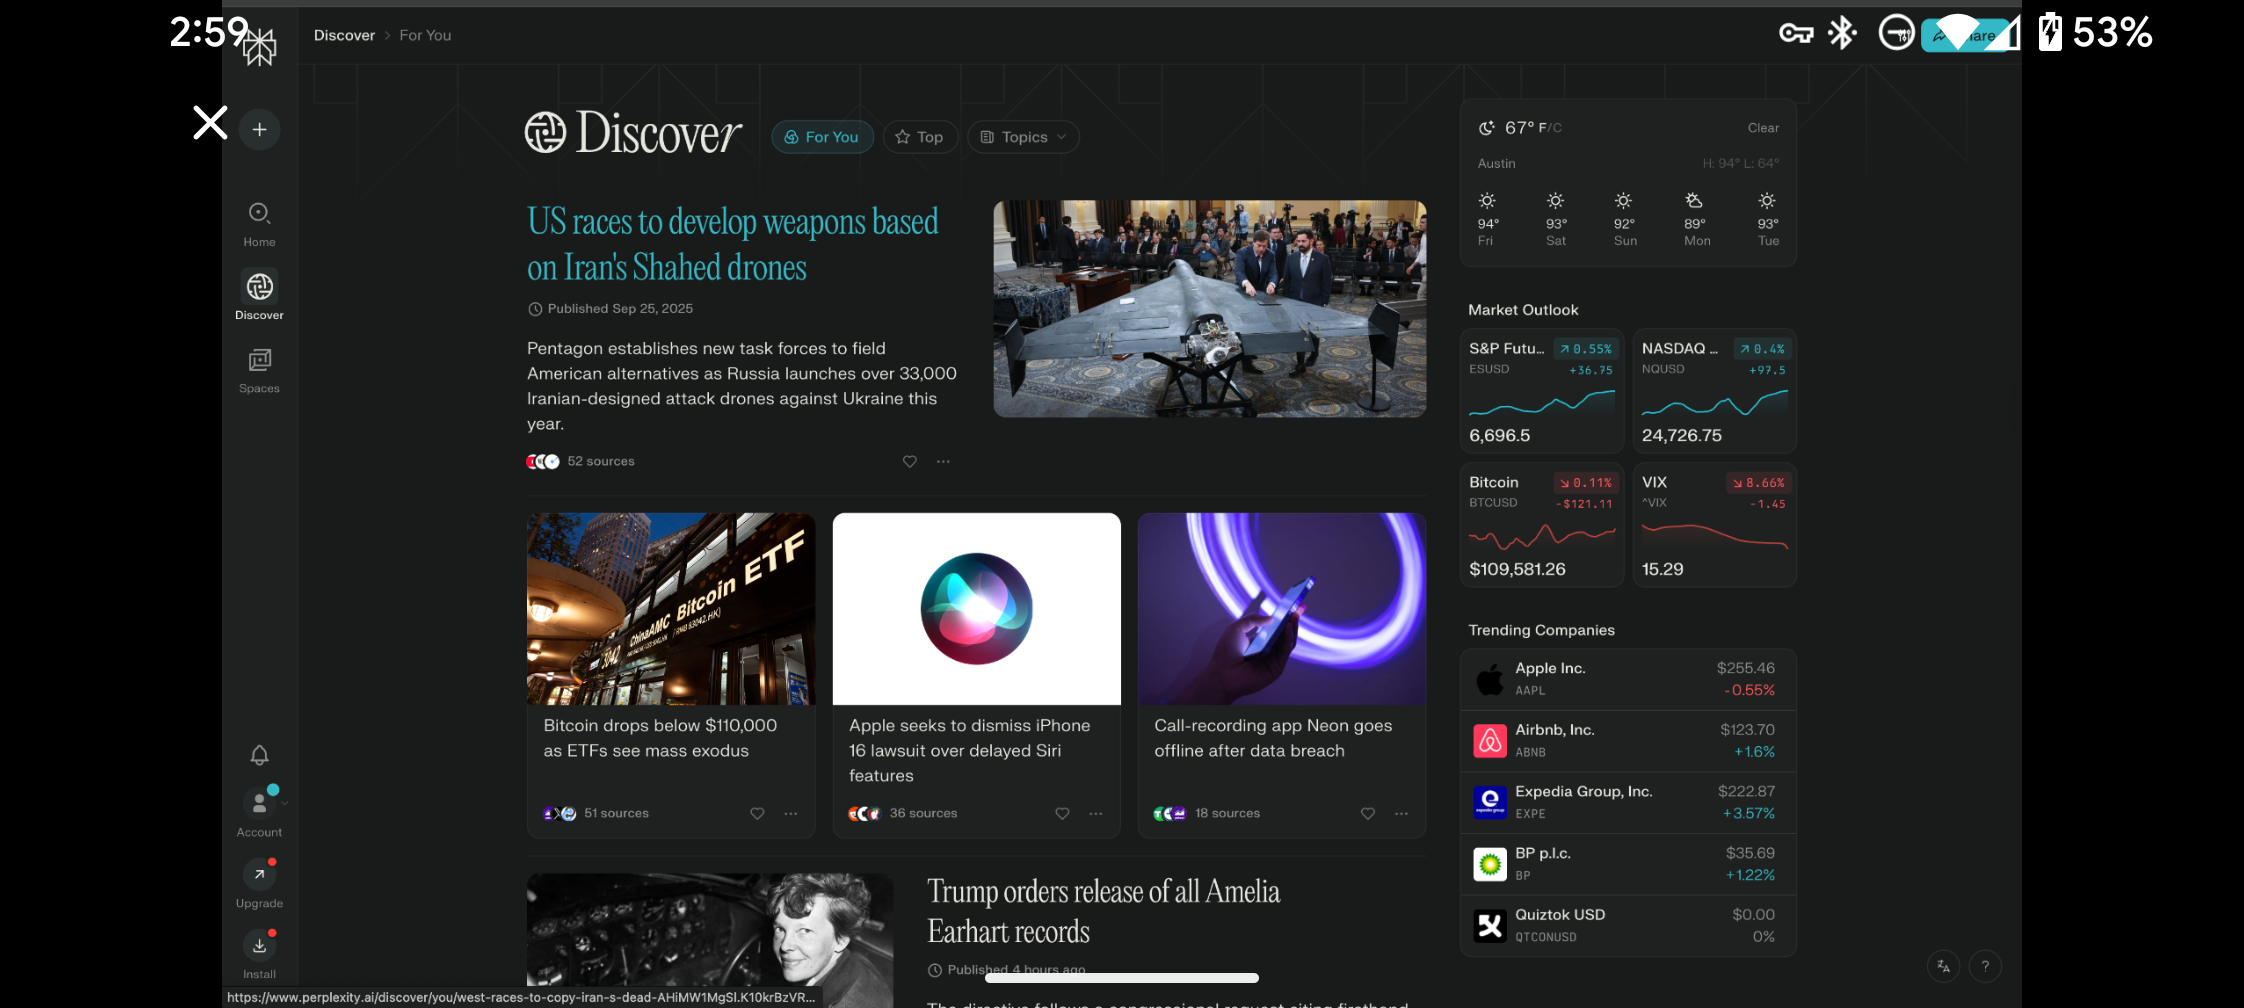 2:59
53%
Discover > For You
Home
Discover
Spaces
Account
Upgrade
Install
Discover
For You
Top
Topics
US races to develop weapons based
on Iran's Shahed drones
Published Sep 25, 2025
Pentagon establishes new task forces to field
American alternatives as Russia launches over 33,000
Iranian-designed attack drones against Ukraine this
year.
52 sources
ChinaAMC Bitcoin ETF
3042
Bitcoin drops below $110,000
as ETFs see mass exodus
51 sources
Apple seeks to dismiss iPhone
16 lawsuit over delayed Siri
features
36 sources
Call-recording app Neon goes
offline after data breach
18 sources
Trump orders release of all Amelia
Earhart records
Published 4 hours ago
67° F/C
Clear
Austin
H: 94° L: 64°
94° 93° 92° 89° 93°
Fri Sat Sun Mon Tue
Market Outlook
S&P Futu... 0.55%
ESUSD +36.75
6,696.5
NASDAQ ... 0.4%
NQUSD +97.5
24,726.75
Bitcoin 0.11%
BTCUSD -$121.11
$109,581.26
VIX 8.66%
^VIX -1.45
15.29
Trending Companies
Apple Inc. $255.46
AAPL -0.55%
Airbnb, Inc. $123.70
ABNB +1.6%
Expedia Group, Inc. $222.87
EXPE +3.57%
BP p.l.c. $35.69
BP +1.22%
Quiztok USD $0.00
QTCONUSD 0%
https://www.perplexity.ai/discover/you/west-races-to-copy-iran-s-dead-AHiMW1MgSl.K10krBzVR...